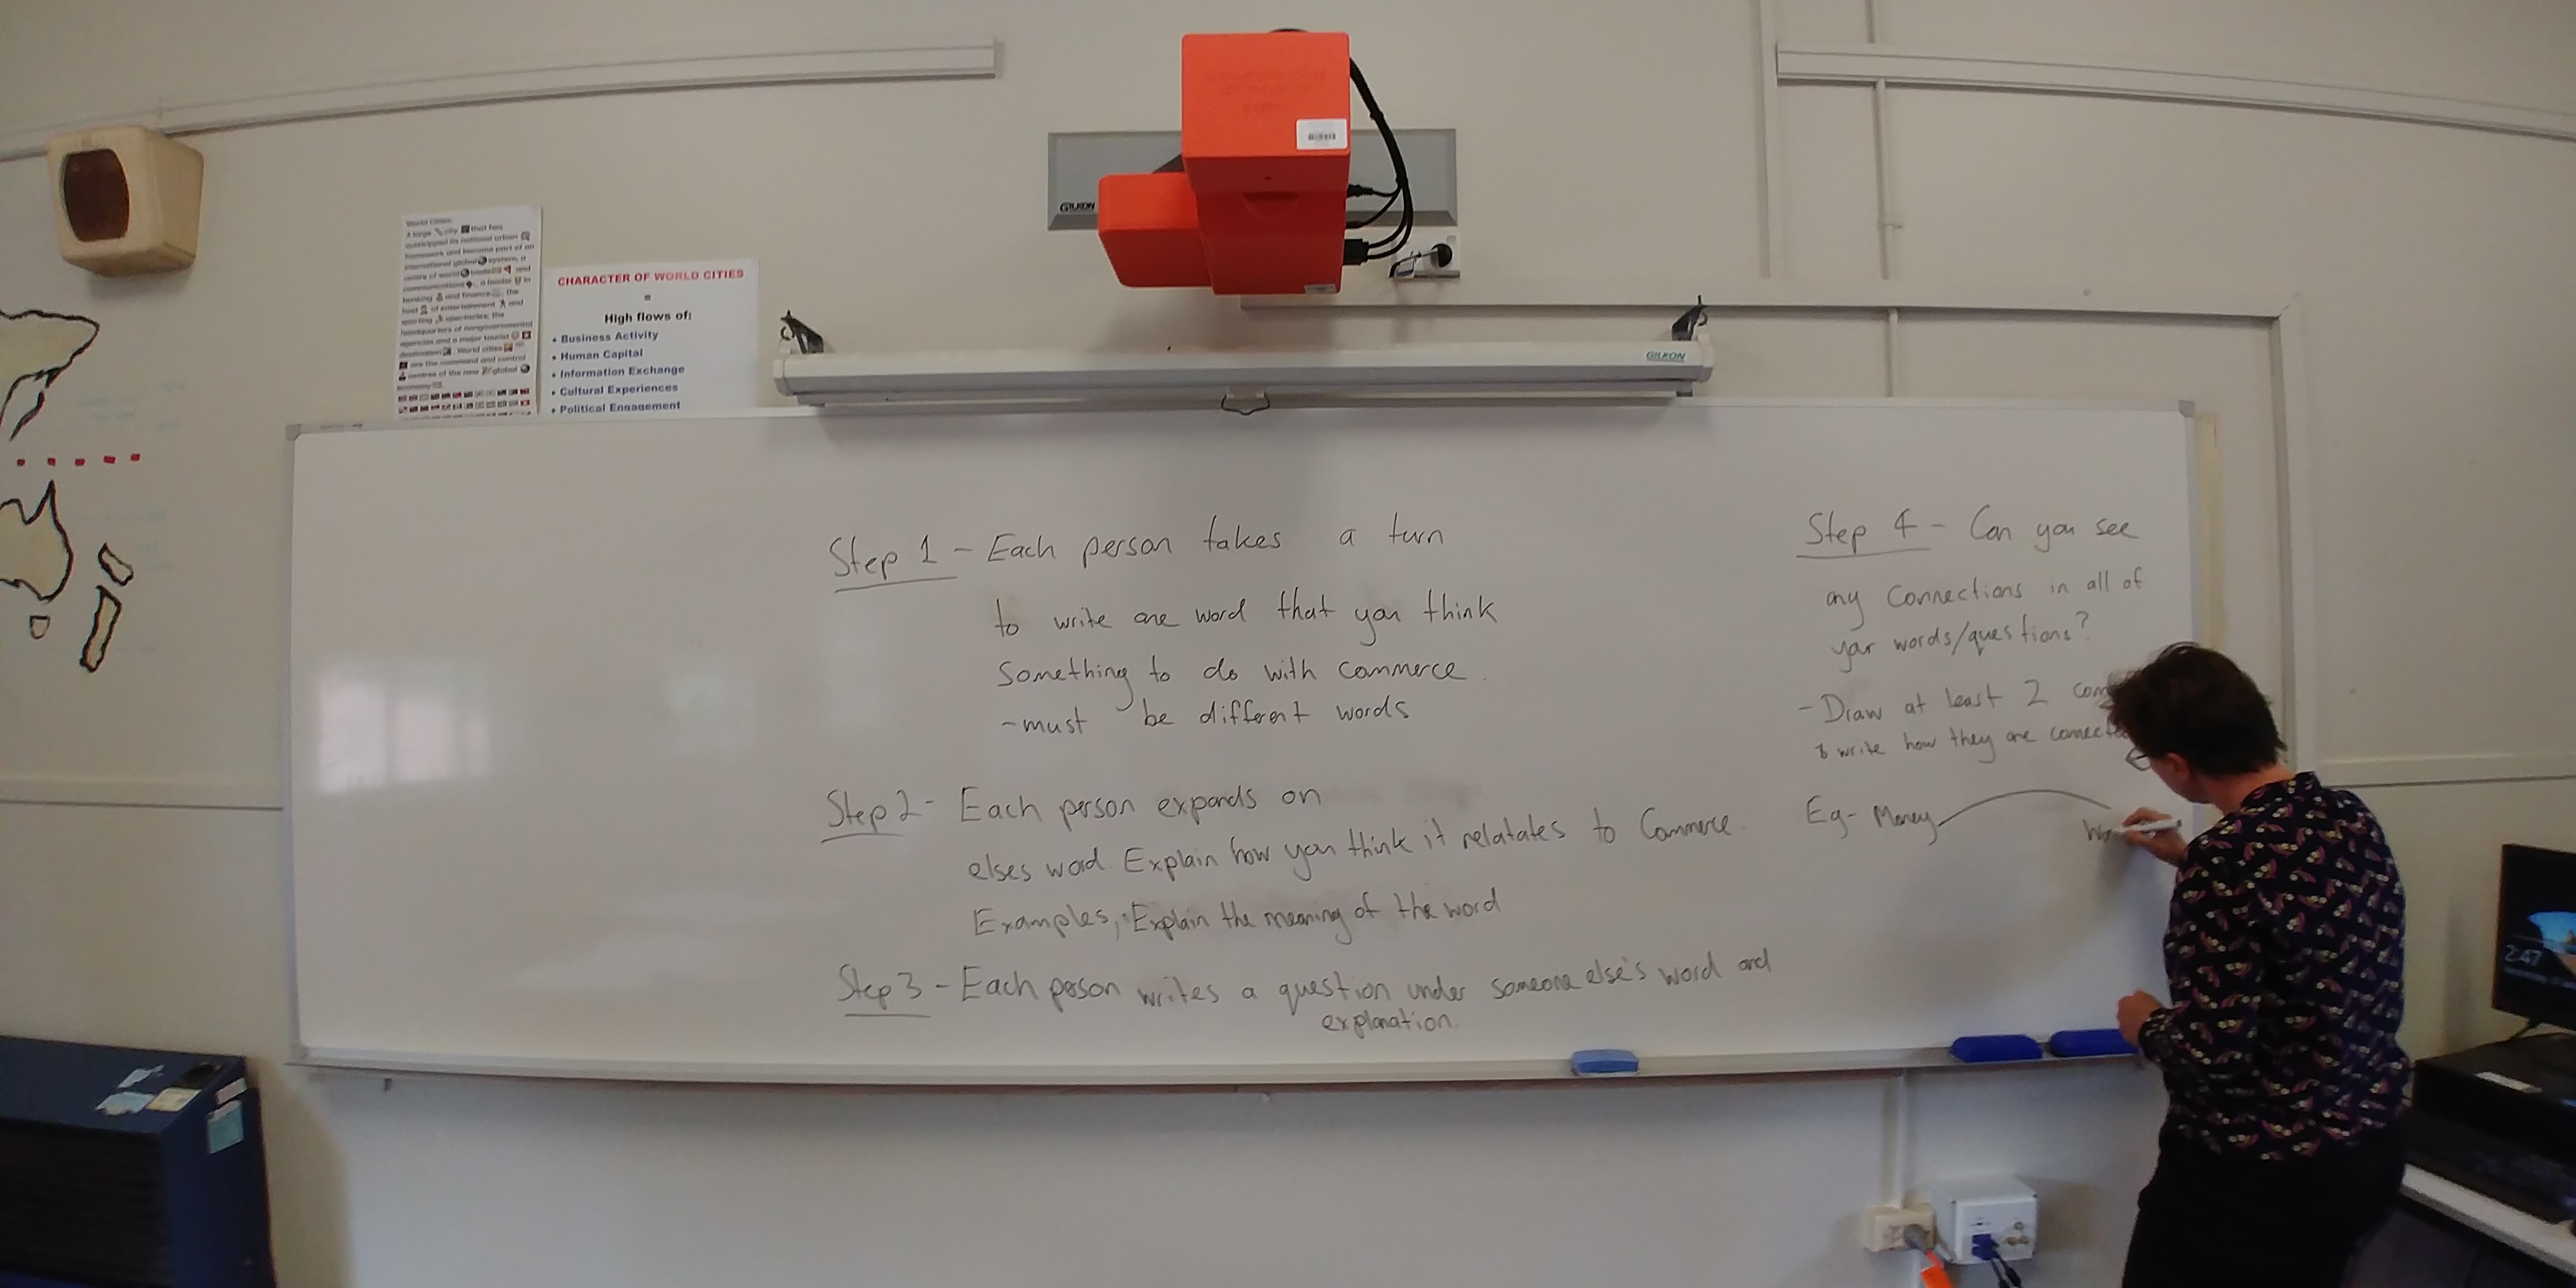 World Cities:
A large city that has
outstripped its national urban
framework and become part of an
international global system, a
centre of world trade and
communications, a leader in
banking and finance, the
host of entertainment and
sporting spectacles, the
headquarters of nongovernmental
agencies and a major tourist
destination. World cities
are the command and control
centres of the new global
economy
CHARACTER OF WORLD CITIES
=
High flows of:
• Business Activity
• Human Capital
• Information Exchange
• Cultural Experiences
• Political Engagement
GILKON
GILKON
Step 1 - Each person takes a turn
to write one word that you think
Something to do with commerce.
- must be different words
Step 2 - Each person expands on
elses word. Explain how you think it relatates to Commerce.
Examples, Explain the meaning of the word
Step 3 - Each person writes a question under someone else's word and
explanation.
Step 4 - Can you see
any Connections in all of
your words/questions?
- Draw at least 2
& write how they are connected
Eg - Money
2:47